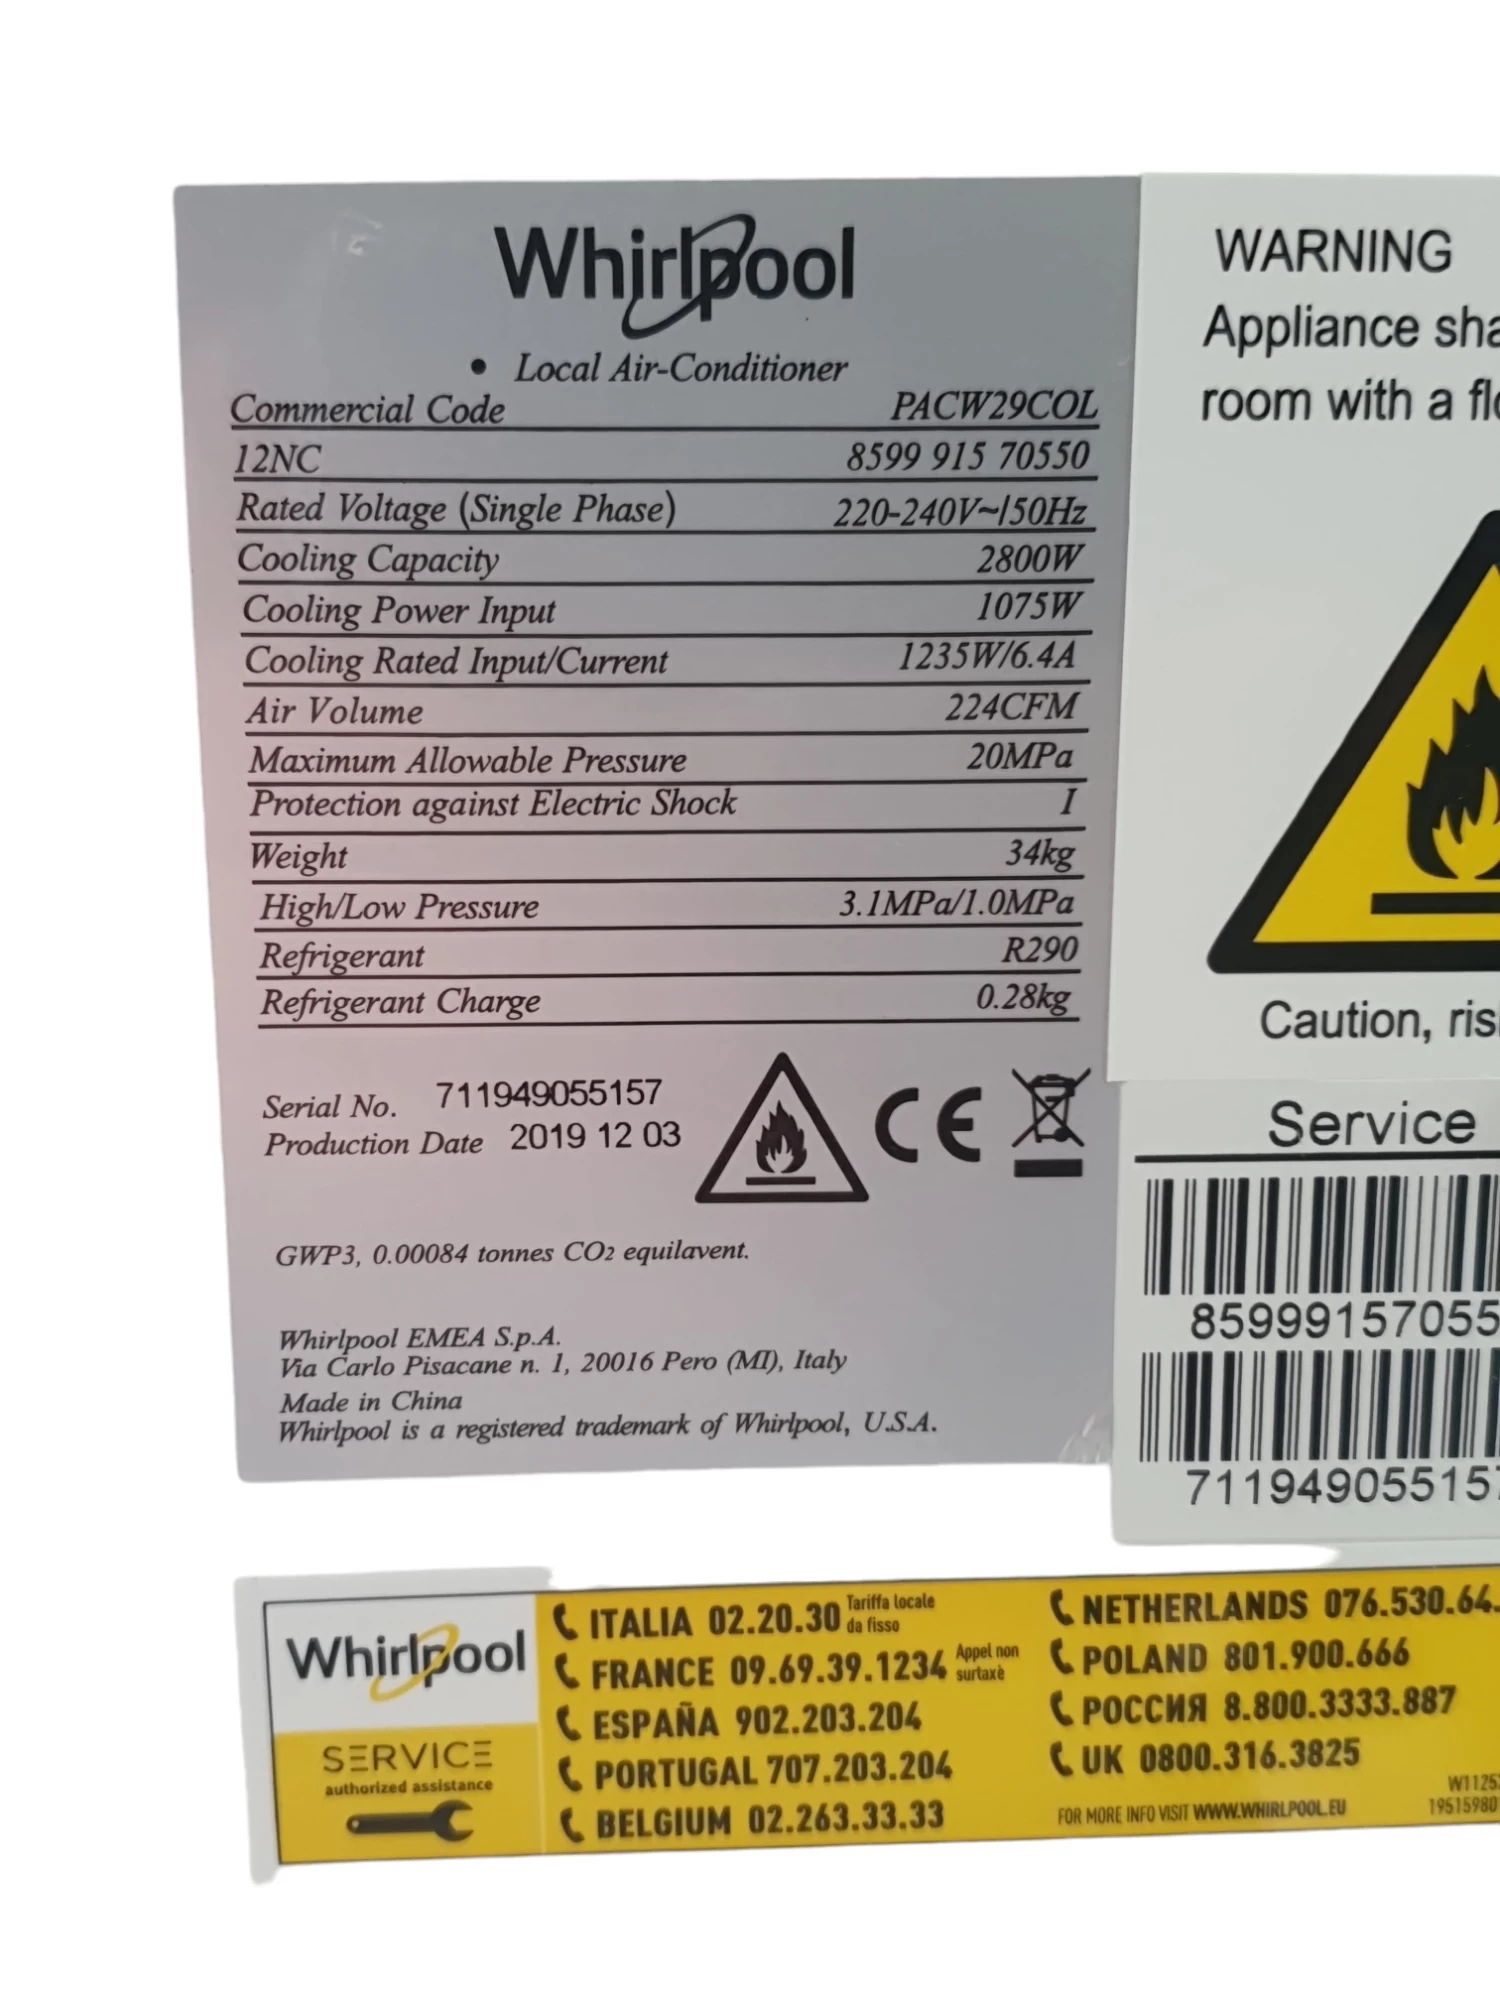 Whirlpool
• Local Air-Conditioner
Commercial Code PACW29COL
12NC 8599 915 70550
Rated Voltage (Single Phase) 220-240V~/50Hz
Cooling Capacity 2800W
Cooling Power Input 1075W
Cooling Rated Input/Current 1235W/6.4A
Air Volume 224CFM
Maximum Allowable Pressure 20MPa
Protection against Electric Shock I
Weight 34kg
High/Low Pressure 3.1MPa/1.0MPa
Refrigerant R290
Refrigerant Charge 0.28kg
Serial No. 711949055157
Production Date 2019 12 03
CE
GWP3, 0.00084 tonnes CO2 equilavent.
Whirlpool EMEA S.p.A.
Via Carlo Pisacane n. 1, 20016 Pero (MI), Italy
Made in China
Whirlpool is a registered trademark of Whirlpool, U.S.A.
WARNING
Appliance sha
room with a flo
Caution, ris
Service
85999157055
711949055157
Whirlpool
SERVICE
authorized assistance
ITALIA 02.20.30 Tariffa locale da fisso
FRANCE 09.69.39.1234 Appel non surtaxè
ESPAÑA 902.203.204
PORTUGAL 707.203.204
BELGIUM 02.263.33.33
NETHERLANDS 076.530.64.
POLAND 801.900.666
РОССИЯ 8.800.3333.887
UK 0800.316.3825
FOR MORE INFO VISIT WWW.WHIRLPOOL.EU
W1125
19515980